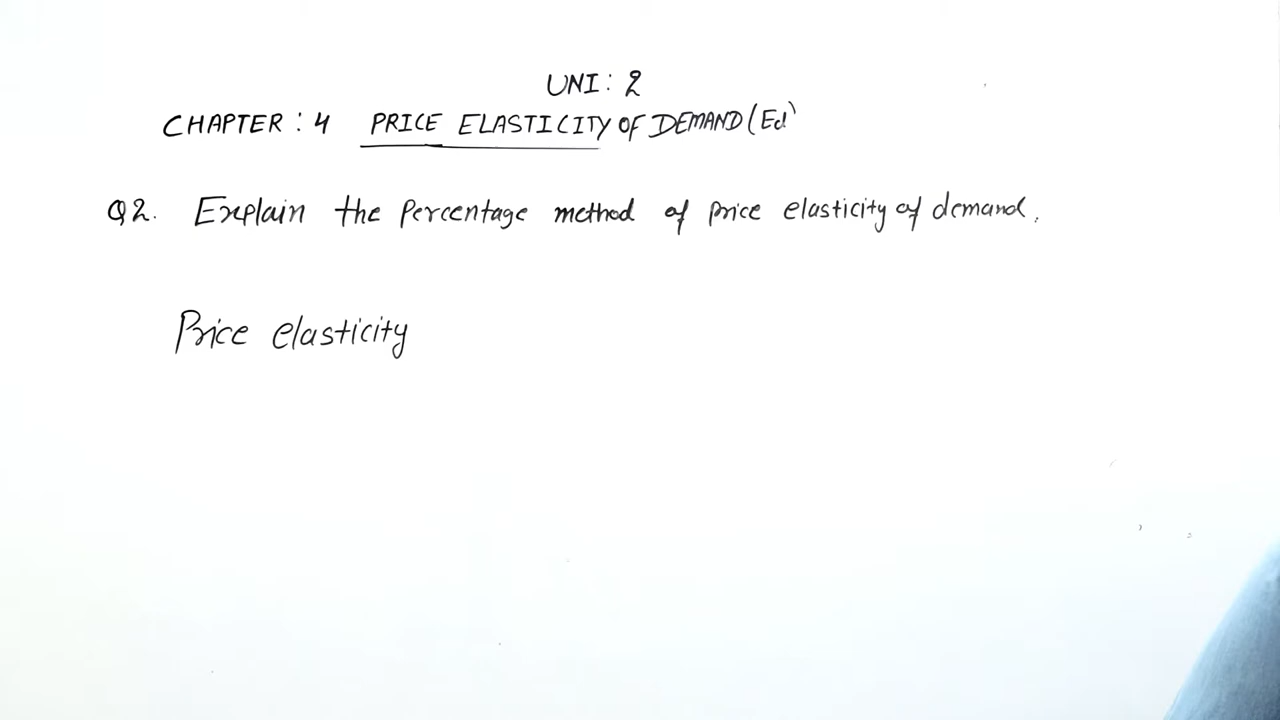 UNI: 2
CHAPTER: 4 PRICE ELASTICITY OF DEMAND (Ed)
Q2. Explain the percentage method of price elasticity of demand.
Price elasticity